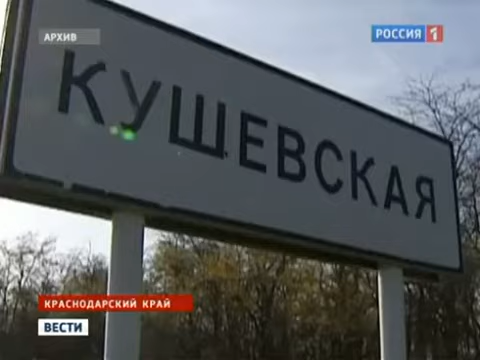 АРХИВ
РОССИЯ 1
КУШЕВСКАЯ
КРАСНОДАРСКИЙ КРАЙ
ВЕСТИ